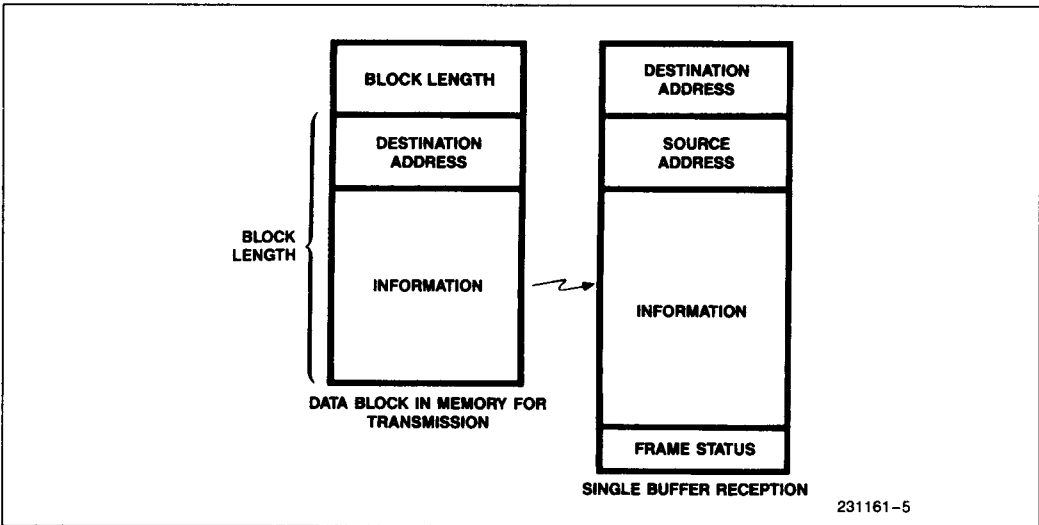 BLOCK LENGTH
DESTINATION
ADDRESS
BLOCK
LENGTH
INFORMATION
DATA BLOCK IN MEMORY FOR
TRANSMISSION
DESTINATION
ADDRESS
SOURCE
ADDRESS
INFORMATION
FRAME STATUS
SINGLE BUFFER RECEPTION
231161-5